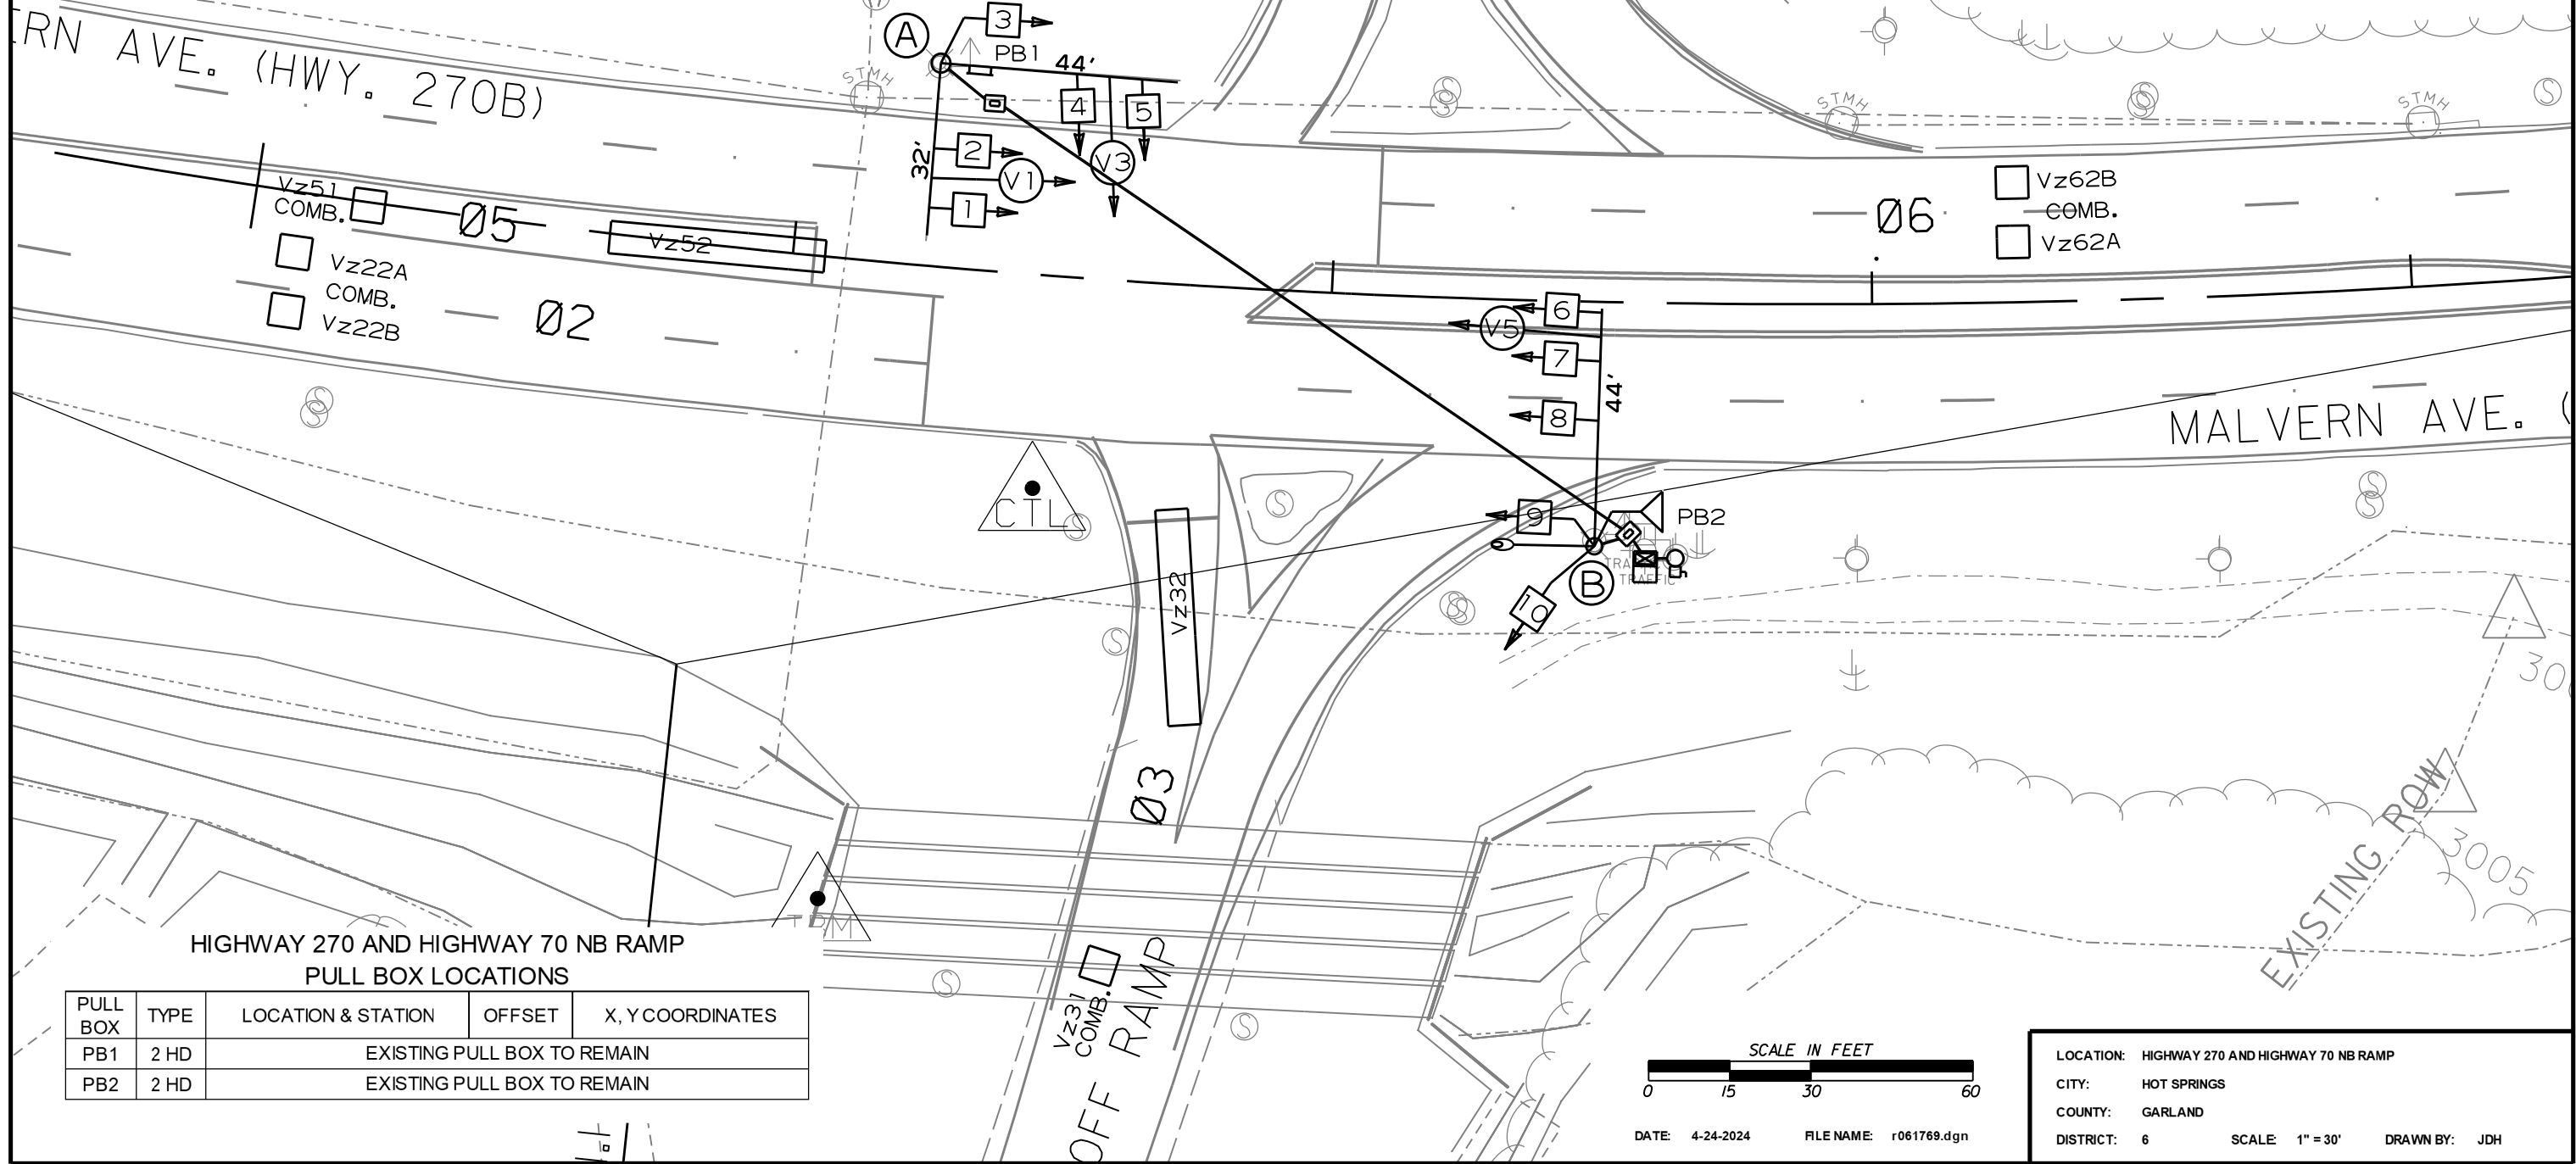 RN AVE. (HWY. 270B)
STMH
A
3
PB1
44'
4
5
32'
2
V1
V3
1
Vz51
COMB.
Ø5
Vz52
Vz22A
COMB.
Vz22B
Ø2
STMH
STMH
Vz62B
COMB.
Vz62A
Ø6
6
V5
7
8
44'
MALVERN AVE. (
CTL
9
PB2
TRAFFIC
B
10
Vz32
Ø3
Vz31
COMB.
OFF RAMP
EXISTING ROW
3005
HIGHWAY 270 AND HIGHWAY 70 NB RAMP
PULL BOX LOCATIONS
PULL BOX TYPE LOCATION & STATION OFFSET X, Y COORDINATES
PB1 2 HD EXISTING PULL BOX TO REMAIN
PB2 2 HD EXISTING PULL BOX TO REMAIN
SCALE IN FEET
0 15 30 60
DATE: 4-24-2024 FILE NAME: r061769.dgn
LOCATION: HIGHWAY 270 AND HIGHWAY 70 NB RAMP
CITY: HOT SPRINGS
COUNTY: GARLAND
DISTRICT: 6 SCALE: 1" = 30' DRAWN BY: JDH